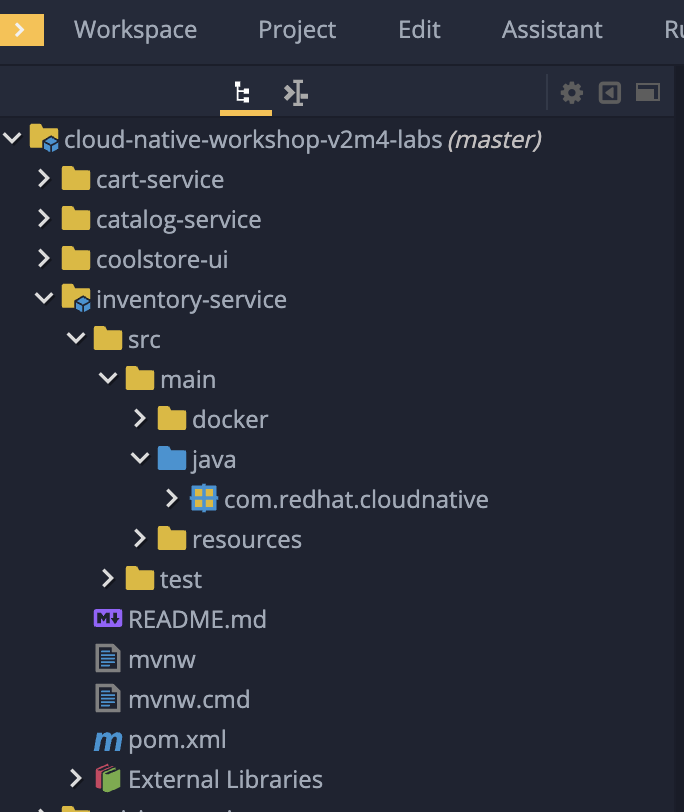 Workspace Project Edit Assistant
cloud-native-workshop-v2m4-labs (master)
cart-service
catalog-service
coolstore-ui
inventory-service
src
main
docker
java
com.redhat.cloudnative
resources
test
README.md
mvnw
mvnw.cmd
pom.xml
External Libraries